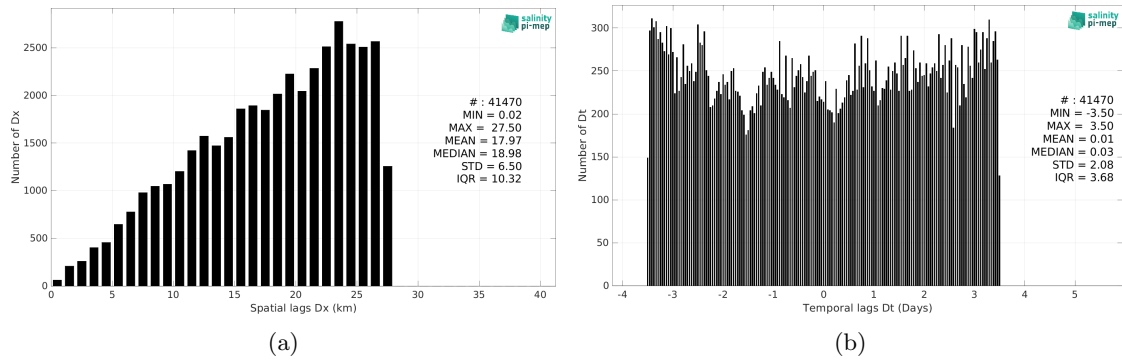 salinity
pi-mep
Number of Dx
2500
2000
1500
1000
500
0
# : 41470
MIN = 0.02
MAX = 27.50
MEAN = 17.97
MEDIAN = 18.98
STD = 6.50
IQR = 10.32
0 5 10 15 20 25 30 35 40
Spatial lags Dx (km)
(a)
salinity
pi-mep
Number of Dt
300
250
200
150
100
50
0
# : 41470
MIN = -3.50
MAX = 3.50
MEAN = 0.01
MEDIAN = 0.03
STD = 2.08
IQR = 3.68
-4 -3 -2 -1 0 1 2 3 4 5
Temporal lags Dt (Days)
(b)